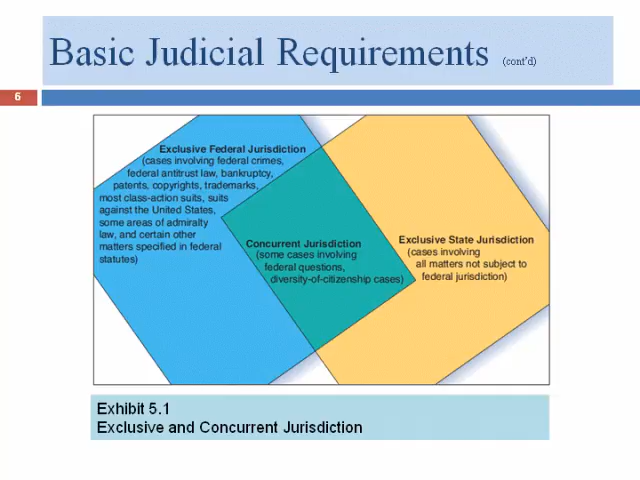 Basic Judicial Requirements (cont'd)
6
Exclusive Federal Jurisdiction
(cases involving federal crimes,
federal antitrust law, bankruptcy,
patents, copyrights, trademarks,
most class-action suits, suits
against the United States,
some areas of admiralty
law, and certain other
matters specified in federal
statutes)
Concurrent Jurisdiction
(some cases involving
federal questions,
diversity-of-citizenship cases)
Exclusive State Jurisdiction
(cases involving
all matters not subject to
federal jurisdiction)
Exhibit 5.1
Exclusive and Concurrent Jurisdiction